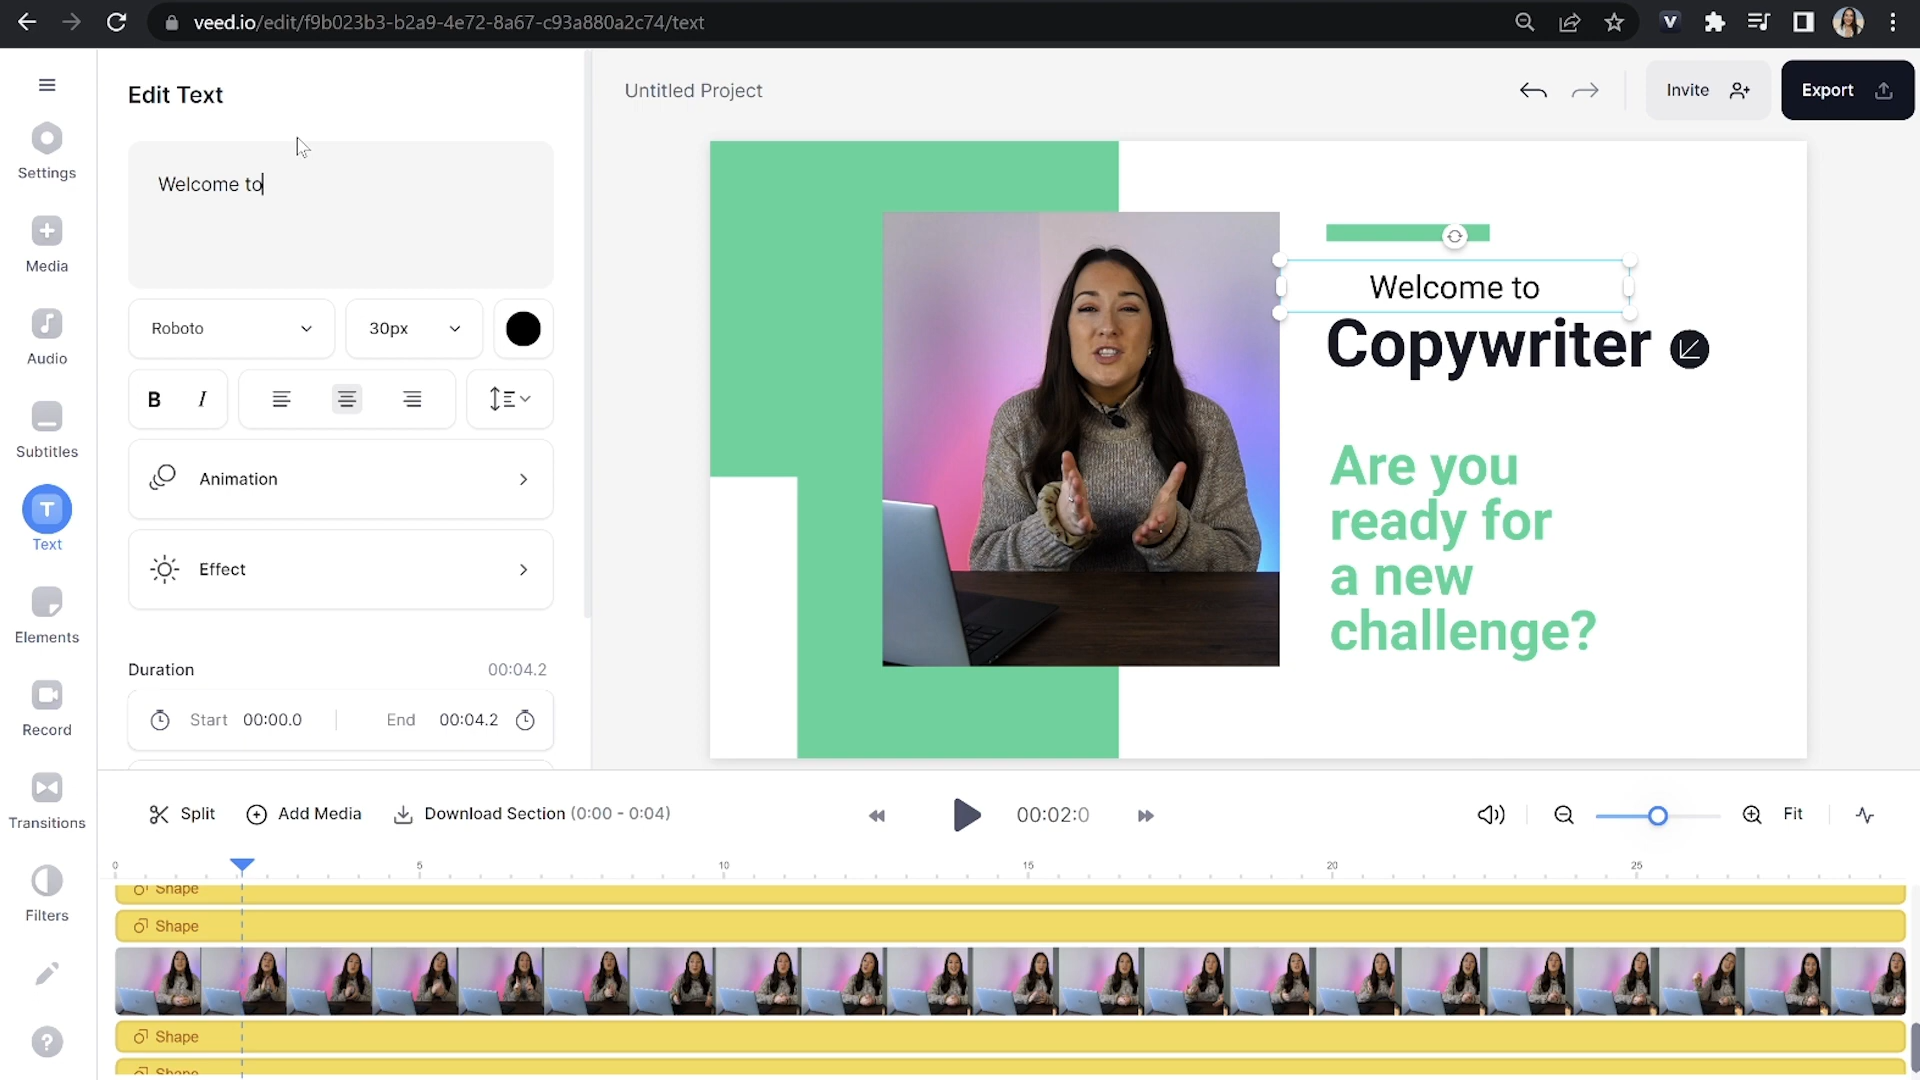 veed.io/edit/f9b023b3-b2a9-4e72-8a67-c93a880a2c74/text
Edit Text
Untitled Project
Invite
Export
Welcome to
Settings
Media
Audio
Subtitles
Text
Elements
Record
Transitions
Filters
Roboto
30px
B I
Animation
Effect
Duration 00:04.2
Start 00:00.0
End 00:04.2
Welcome to
Copywriter
Are you
ready for
a new
challenge?
Split
Add Media
Download Section (0:00 - 0:04)
00:02:0
Fit
0 5 10 15 20 25
Shape
Shape
Shape
Shape